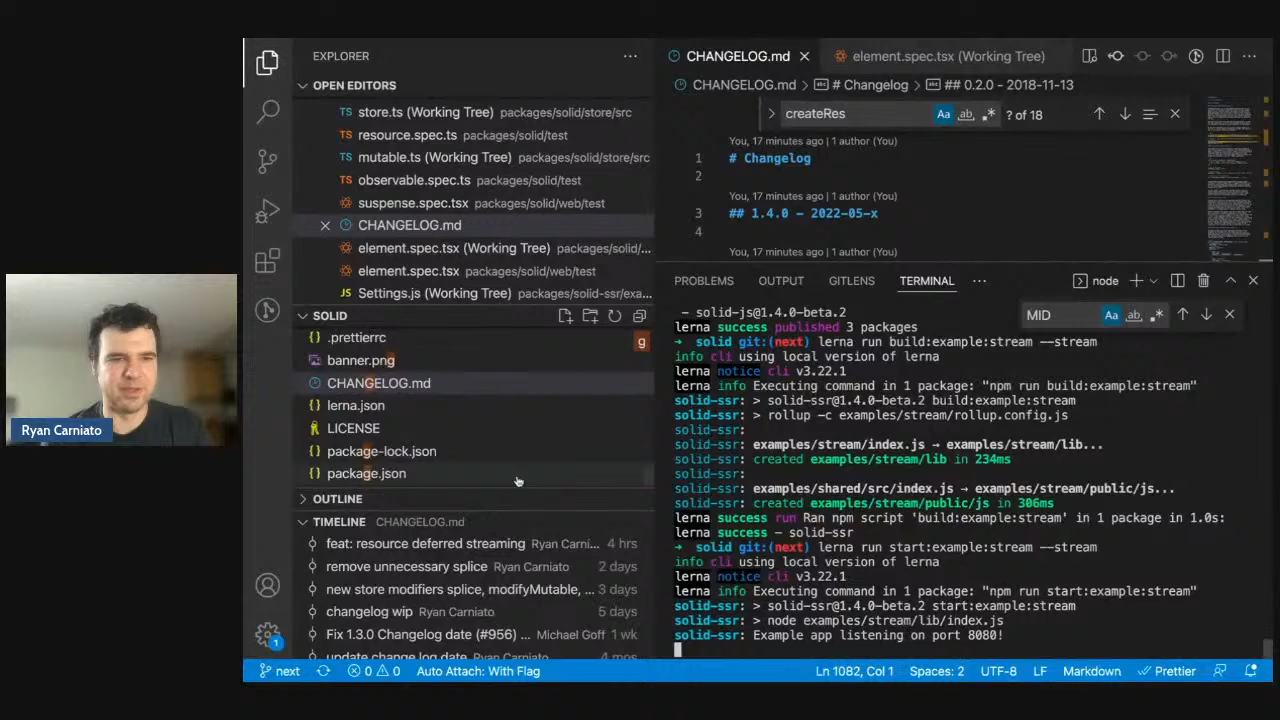 EXPLORER
OPEN EDITORS
store.ts (Working Tree) packages/solid/store/src
resource.spec.ts packages/solid/test
mutable.ts (Working Tree) packages/solid/store/src
observable.spec.ts packages/solid/test
suspense.spec.tsx packages/solid/web/test
CHANGELOG.md
element.spec.tsx (Working Tree) packages/solid/...
element.spec.tsx packages/solid/web/test
Settings.js (Working Tree) packages/solid-ssr/exa...
SOLID
.prettierrc
g
banner.png
CHANGELOG.md
lerna.json
LICENSE
package-lock.json
package.json
OUTLINE
TIMELINE CHANGELOG.md
feat: resource deferred streaming Ryan Carni... 4 hrs
remove unnecessary splice Ryan Carniato 2 days
new store modifiers splice, modifyMutable, ... 3 days
changelog wip Ryan Carniato 5 days
Fix 1.3.0 Changelog date (#956) ... Michael Goff 1 wk
update change log date Ryan Carniato 4 mos
Ryan Carniato
CHANGELOG.md element.spec.tsx (Working Tree)
CHANGELOG.md > # Changelog > ## 0.2.0 - 2018-11-13
createRes Aa ab .* ? of 18
You, 17 minutes ago | 1 author (You)
1 # Changelog
2
You, 17 minutes ago | 1 author (You)
3 ## 1.4.0 - 2022-05-x
4
You, 17 minutes ago | 1 author (You)
PROBLEMS OUTPUT GITLENS TERMINAL ... node
MID Aa ab .*
- solid-js@1.4.0-beta.2
lerna success published 3 packages
→ solid git:(next) lerna run build:example:stream --stream
info cli using local version of lerna
lerna notice cli v3.22.1
lerna info Executing command in 1 package: "npm run build:example:stream"
solid-ssr: > solid-ssr@1.4.0-beta.2 build:example:stream
solid-ssr: > rollup -c examples/stream/rollup.config.js
solid-ssr:
solid-ssr: examples/stream/index.js → examples/stream/lib...
solid-ssr: created examples/stream/lib in 234ms
solid-ssr:
solid-ssr: examples/shared/src/index.js → examples/stream/public/js...
solid-ssr: created examples/stream/public/js in 306ms
lerna success run Ran npm script 'build:example:stream' in 1 package in 1.0s:
lerna success - solid-ssr
→ solid git:(next) lerna run start:example:stream --stream
info cli using local version of lerna
lerna notice cli v3.22.1
lerna info Executing command in 1 package: "npm run start:example:stream"
solid-ssr: > solid-ssr@1.4.0-beta.2 start:example:stream
solid-ssr: > node examples/stream/lib/index.js
solid-ssr: Example app listening on port 8080!
1
next 0 0 Auto Attach: With Flag Ln 1082, Col 1 Spaces: 2 UTF-8 LF Markdown Prettier